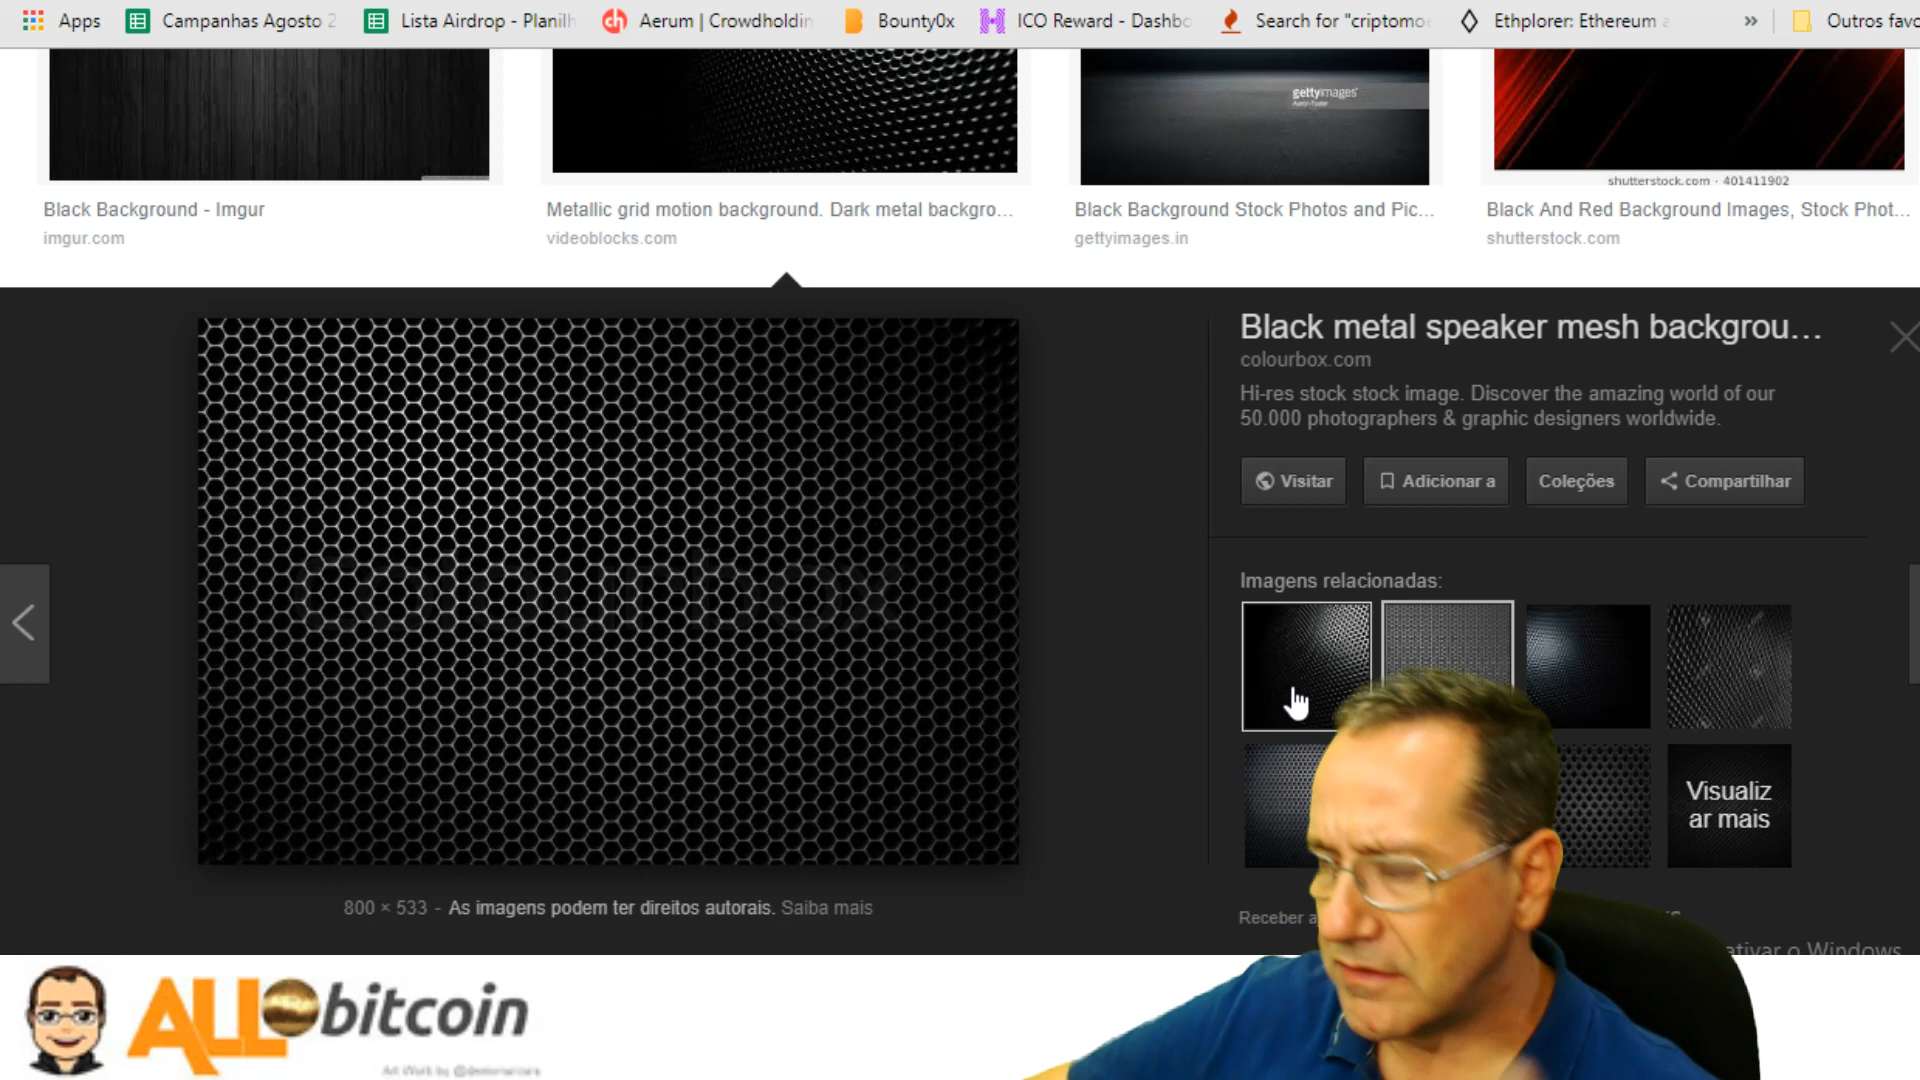 Apps
Campanhas Agosto 2
Lista Airdrop - Planilh
Aerum | Crowdholdin
Bounty0x
ICO Reward - Dashbo
Search for "criptomo
Ethplorer: Ethereum a
»
Outros favo
gettyimages
shutterstock.com · 401411902
Black Background - Imgur
imgur.com
Metallic grid motion background. Dark metal backgro...
videoblocks.com
Black Background Stock Photos and Pic...
gettyimages.in
Black And Red Background Images, Stock Phot...
shutterstock.com
Black metal speaker mesh backgrou...
colourbox.com
Hi-res stock stock image. Discover the amazing world of our
50.000 photographers & graphic designers worldwide.
Visitar
Adicionar a
Coleções
Compartilhar
Imagens relacionadas:
Visualiz
ar mais
colourbox
800 × 533 - As imagens podem ter direitos autorais. Saiba mais
Receber a
ativar o Windows
ALL bitcoin
Art Work by